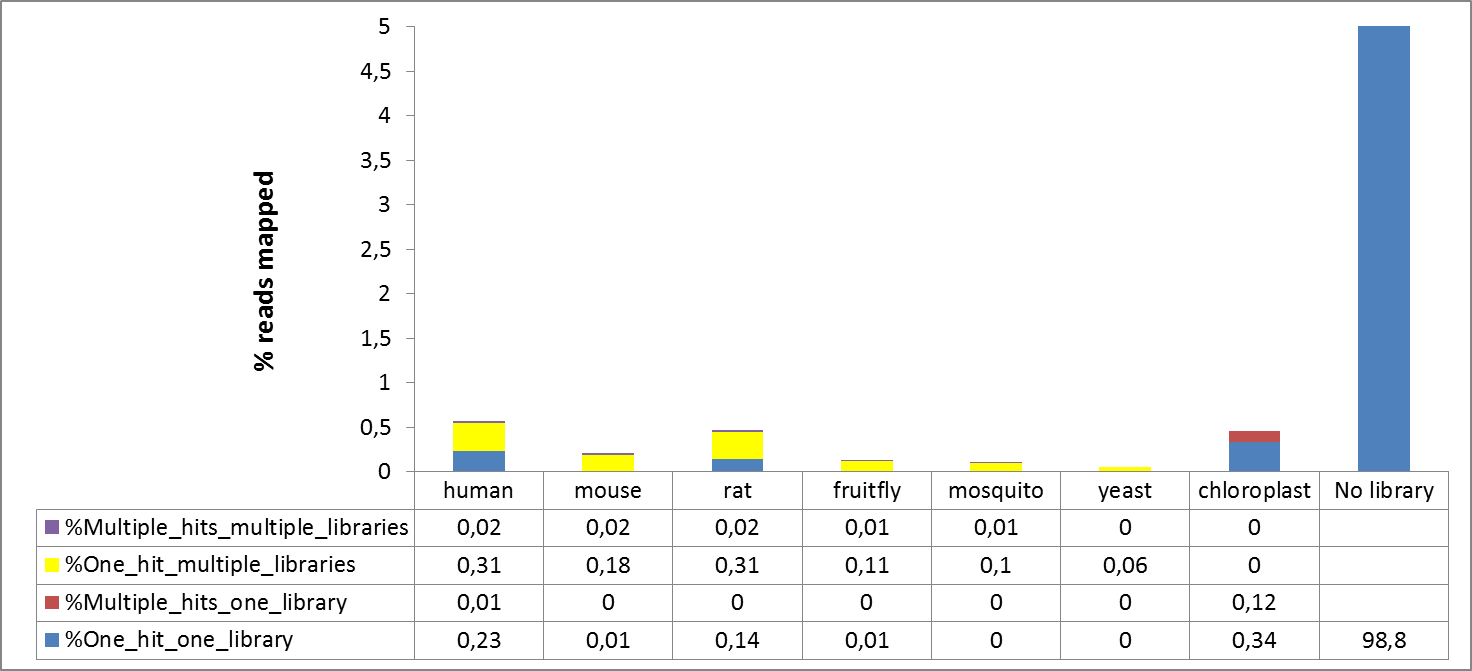 % reads mapped
5
4,5
4
3,5
3
2,5
2
1,5
1
0,5
0
human mouse rat fruitfly mosquito yeast chloroplast No library
%Multiple_hits_multiple_libraries 0,02 0,02 0,02 0,01 0,01 0 0
%One_hit_multiple_libraries 0,31 0,18 0,31 0,11 0,1 0,06 0
%Multiple_hits_one_library 0,01 0 0 0 0 0 0,12
%One_hit_one_library 0,23 0,01 0,14 0,01 0 0 0,34 98,8